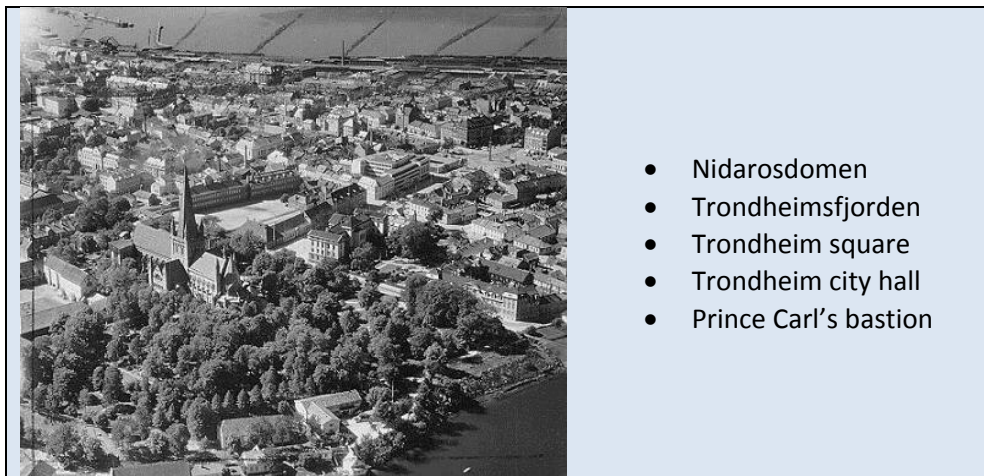 • Nidarosdomen
• Trondheimsfjorden
• Trondheim square
• Trondheim city hall
• Prince Carl’s bastion